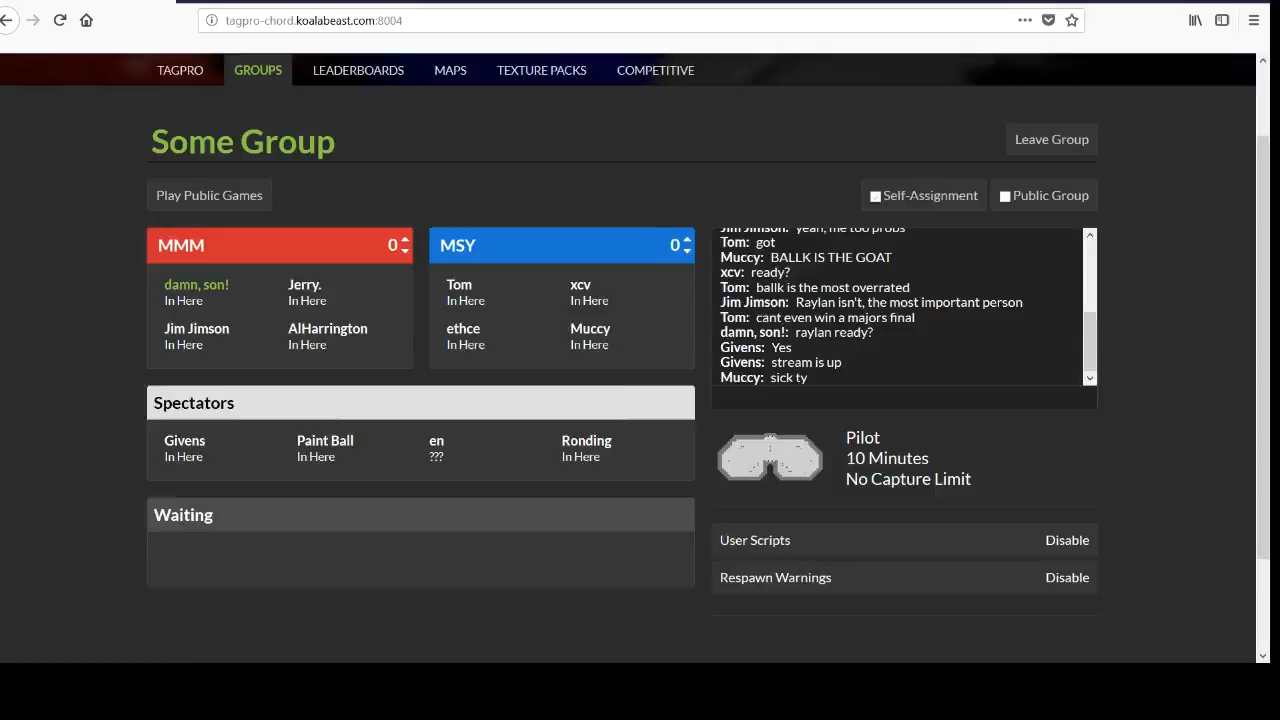 tagpro-chord.koalabeast.com:8004
TAGPRO GROUPS LEADERBOARDS MAPS TEXTURE PACKS COMPETITIVE
Some Group
Leave Group
Play Public Games
Self-Assignment
Public Group
MMM 0
damn, son!
In Here
Jerry.
In Here
Jim Jimson
In Here
AlHarrington
In Here
MSY 0
Tom
In Here
xcv
In Here
ethce
In Here
Muccy
In Here
Spectators
Givens
In Here
Paint Ball
In Here
en
???
Ronding
In Here
Waiting
Jim Jimson: yeah, me too probs
Tom: got
Muccy: BALLK IS THE GOAT
xcv: ready?
Tom: ballk is the most overrated
Jim Jimson: Raylan isn't, the most important person
Tom: cant even win a majors final
damn, son!: raylan ready?
Givens: Yes
Givens: stream is up
Muccy: sick ty
Pilot
10 Minutes
No Capture Limit
User Scripts Disable
Respawn Warnings Disable